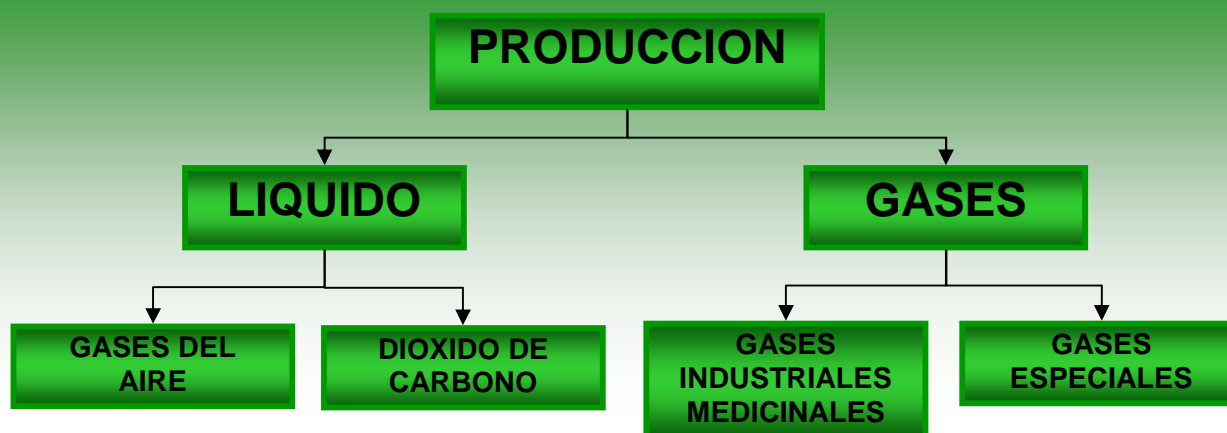 PRODUCCION
LIQUIDO
GASES
GASES DEL
AIRE
DIOXIDO DE
CARBONO
GASES
INDUSTRIALES
MEDICINALES
GASES
ESPECIALES